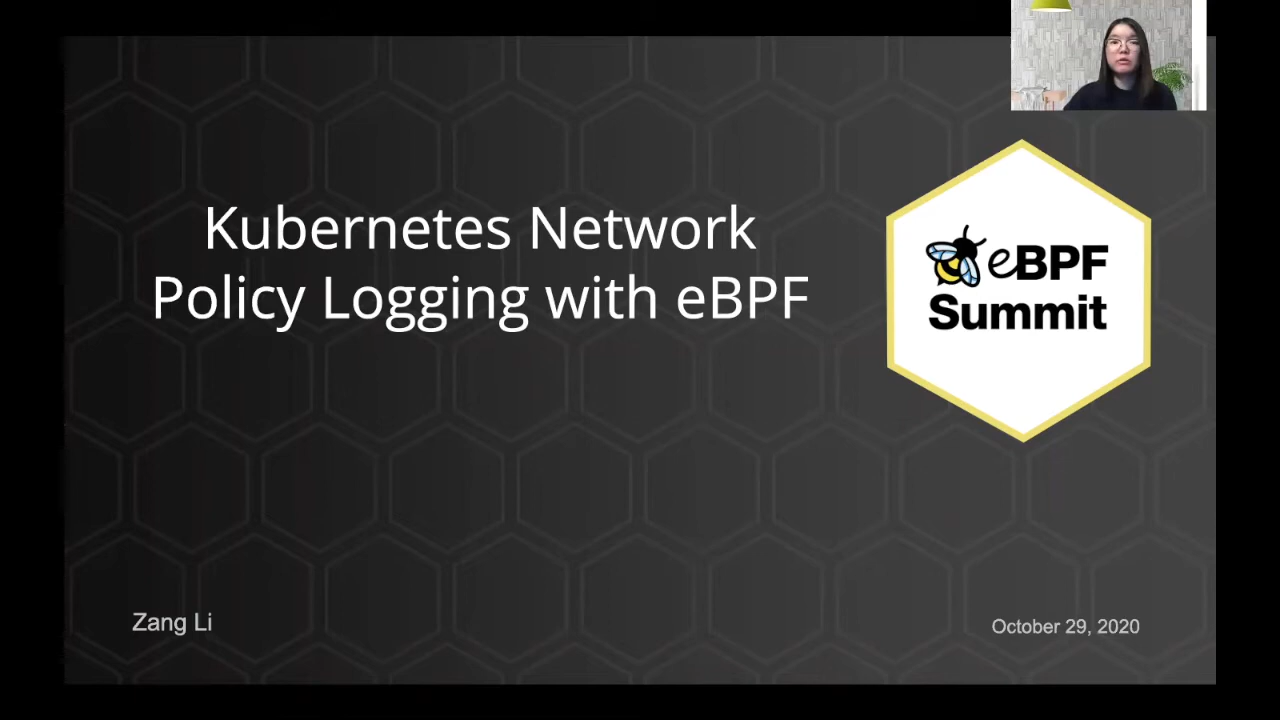 Kubernetes Network
Policy Logging with eBPF
eBPF
Summit
Zang Li
October 29, 2020